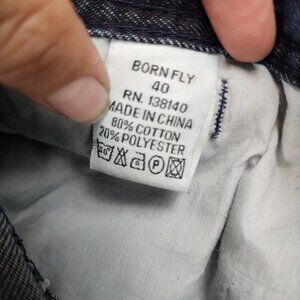 BORN FLY
40
RN. 138140
MADE IN CHINA
80% COTTON
20% POLYESTER